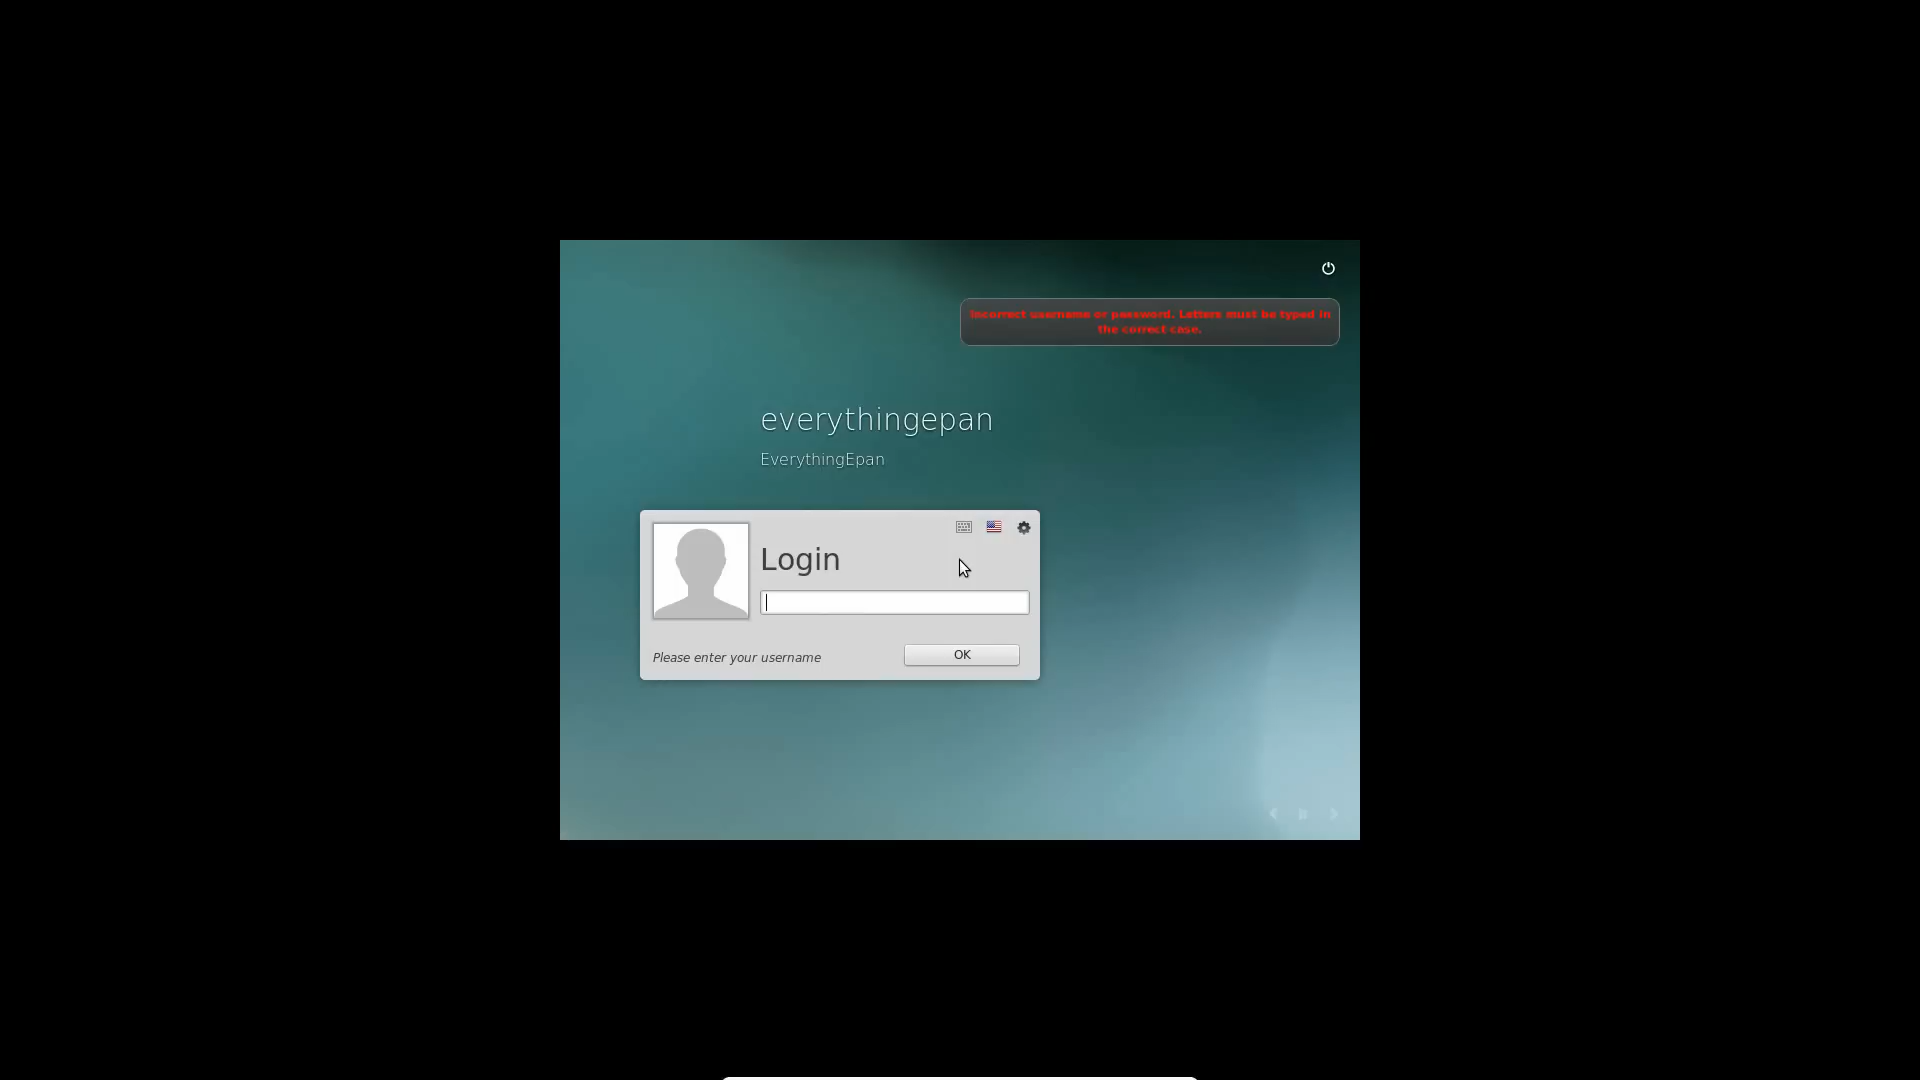 Incorrect username or password. Letters must be typed in
the correct case.
everythingepan
EverythingEpan
Login
Please enter your username
OK